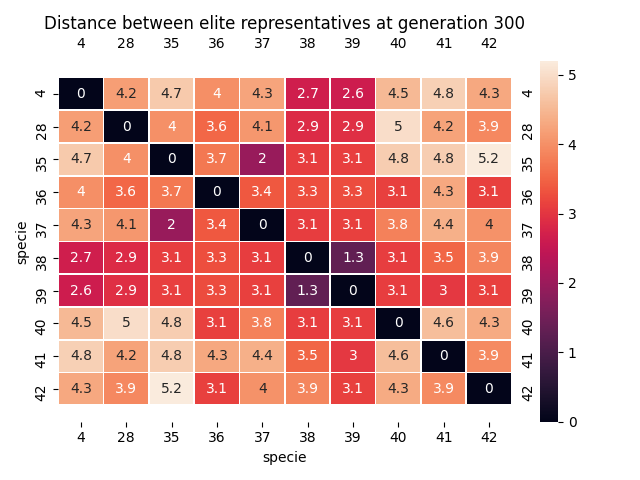 Distance between elite representatives at generation 300
4 28 35 36 37 38 39 40 41 42
4 0 4.2 4.7 4 4.3 2.7 2.6 4.5 4.8 4.3 4
28 4.2 0 4 3.6 4.1 2.9 2.9 5 4.2 3.9 28
35 4.7 4 0 3.7 2 3.1 3.1 4.8 4.8 5.2 35
36 4 3.6 3.7 0 3.4 3.3 3.3 3.1 4.3 3.1 36
37 4.3 4.1 2 3.4 0 3.1 3.1 3.8 4.4 4 37
38 2.7 2.9 3.1 3.3 3.1 0 1.3 3.1 3.5 3.9 38
39 2.6 2.9 3.1 3.3 3.1 1.3 0 3.1 3 3.1 39
40 4.5 5 4.8 3.1 3.8 3.1 3.1 0 4.6 4.3 40
41 4.8 4.2 4.8 4.3 4.4 3.5 3 4.6 0 3.9 41
42 4.3 3.9 5.2 3.1 4 3.9 3.1 4.3 3.9 0 42
4 28 35 36 37 38 39 40 41 42
specie
specie
5
4
3
2
1
0